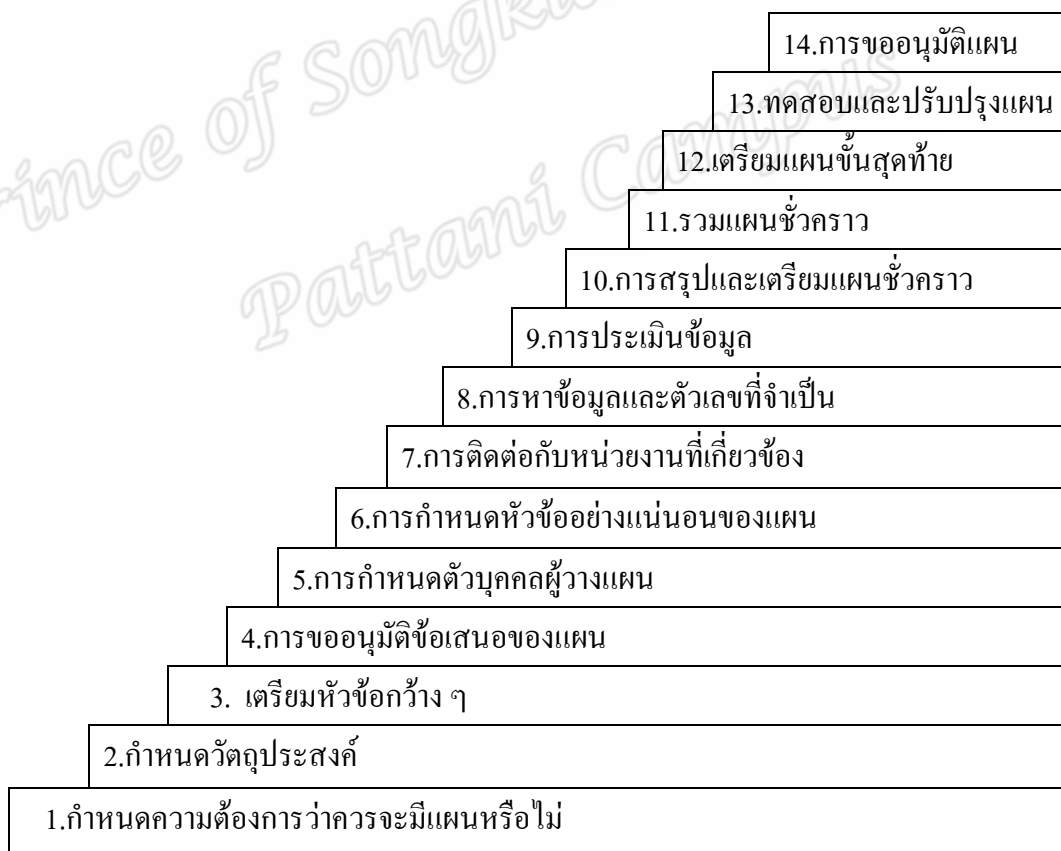 Prince of Songkla
Pattani Campus
14.การขออนุมัติแผน
13.ทดสอบและปรับปรุงแผน
12.เตรียมแผนขั้นสุดท้าย
11.รวมแผนชั่วคราว
10.การสรุปและเตรียมแผนชั่วคราว
9.การประเมินข้อมูล
8.การหาข้อมูลและตัวเลขที่จำเป็น
7.การติดต่อกับหน่วยงานที่เกี่ยวข้อง
6.การกำหนดหัวข้ออย่างแน่นอนของแผน
5.การกำหนดตัวบุคคลผู้วางแผน
4.การขออนุมัติข้อเสนอของแผน
3. เตรียมหัวข้อกว้าง ๆ
2.กำหนดวัตถุประสงค์
1.กำหนดความต้องการว่าควรจะมีแผนหรือไม่